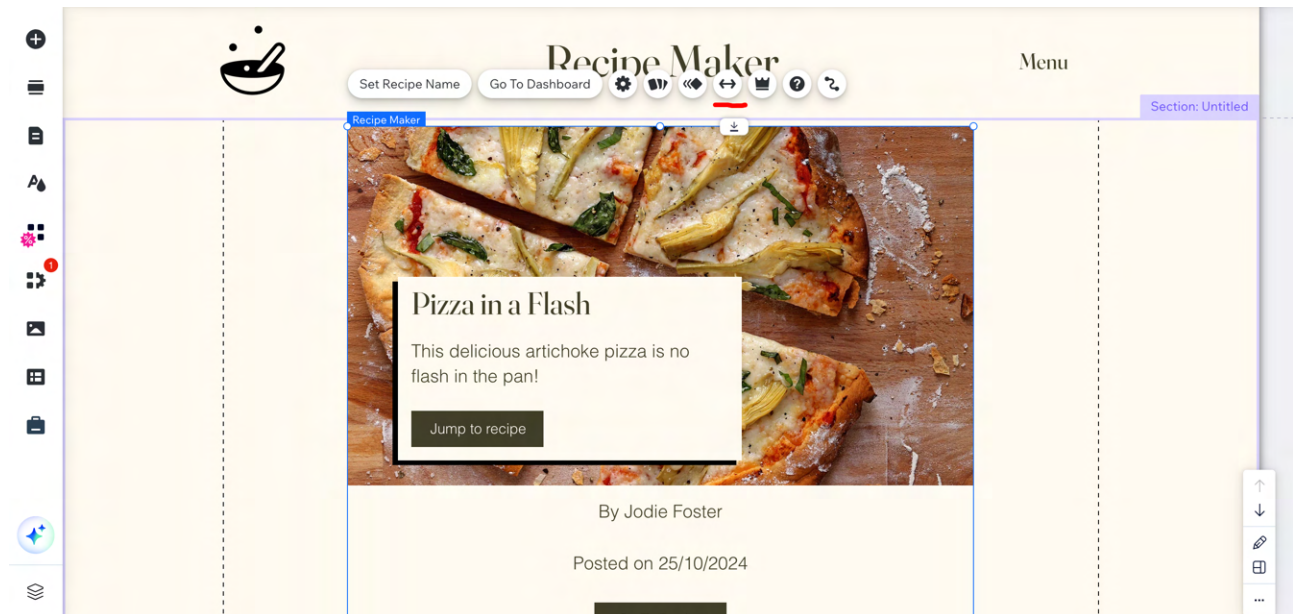 Recipe Maker
Menu
Set Recipe Name
Go To Dashboard
Section: Untitled
Recipe Maker
1
Pizza in a Flash
This delicious artichoke pizza is no
flash in the pan!
Jump to recipe
By Jodie Foster
Posted on 25/10/2024